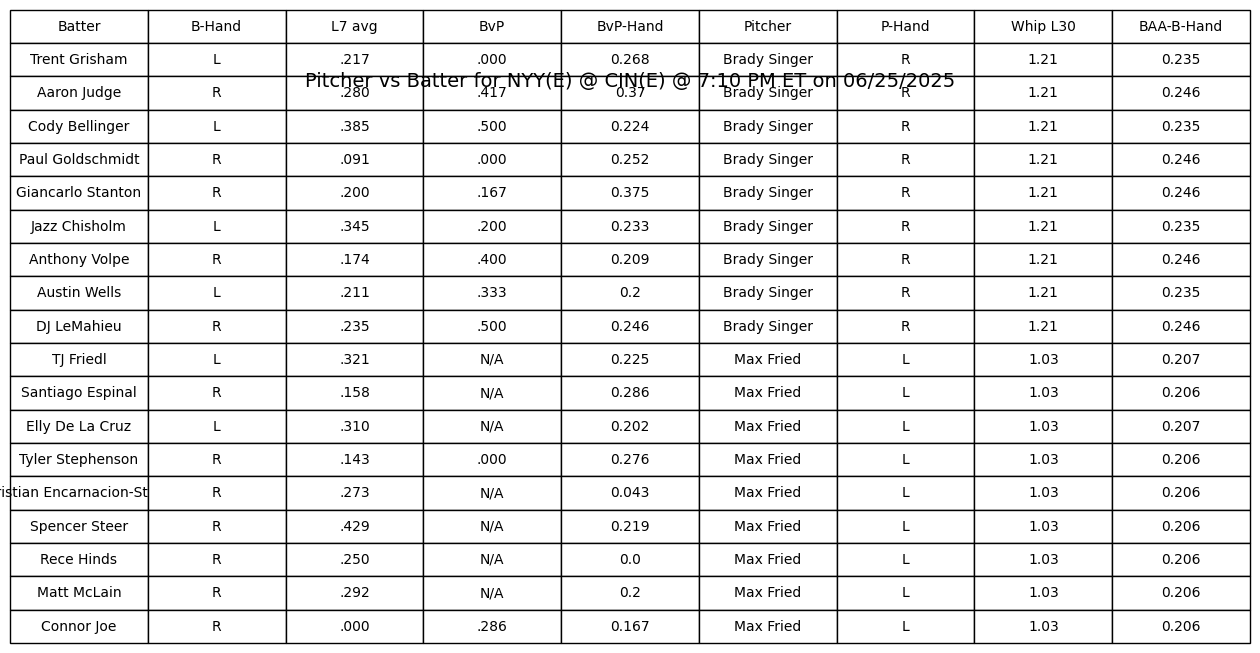 Batter B-Hand L7 avg BvP BvP-Hand Pitcher P-Hand Whip L30 BAA-B-Hand
Trent Grisham L .217 .000 0.268 Brady Singer R 1.21 0.235
Pitcher vs Batter for NYY(E) @ CIN(E) @ 7:10 PM ET on 06/25/2025
Aaron Judge R .280 .417 0.37 Brady Singer R 1.21 0.246
Cody Bellinger L .385 .500 0.224 Brady Singer R 1.21 0.235
Paul Goldschmidt R .091 .000 0.252 Brady Singer R 1.21 0.246
Giancarlo Stanton R .200 .167 0.375 Brady Singer R 1.21 0.246
Jazz Chisholm L .345 .200 0.233 Brady Singer R 1.21 0.235
Anthony Volpe R .174 .400 0.209 Brady Singer R 1.21 0.246
Austin Wells L .211 .333 0.2 Brady Singer R 1.21 0.235
DJ LeMahieu R .235 .500 0.246 Brady Singer R 1.21 0.246
TJ Friedl L .321 N/A 0.225 Max Fried L 1.03 0.207
Santiago Espinal R .158 N/A 0.286 Max Fried L 1.03 0.206
Elly De La Cruz L .310 N/A 0.202 Max Fried L 1.03 0.207
Tyler Stephenson R .143 .000 0.276 Max Fried L 1.03 0.206
istian Encarnacion-St R .273 N/A 0.043 Max Fried L 1.03 0.206
Spencer Steer R .429 N/A 0.219 Max Fried L 1.03 0.206
Rece Hinds R .250 N/A 0.0 Max Fried L 1.03 0.206
Matt McLain R .292 N/A 0.2 Max Fried L 1.03 0.206
Connor Joe R .000 .286 0.167 Max Fried L 1.03 0.206